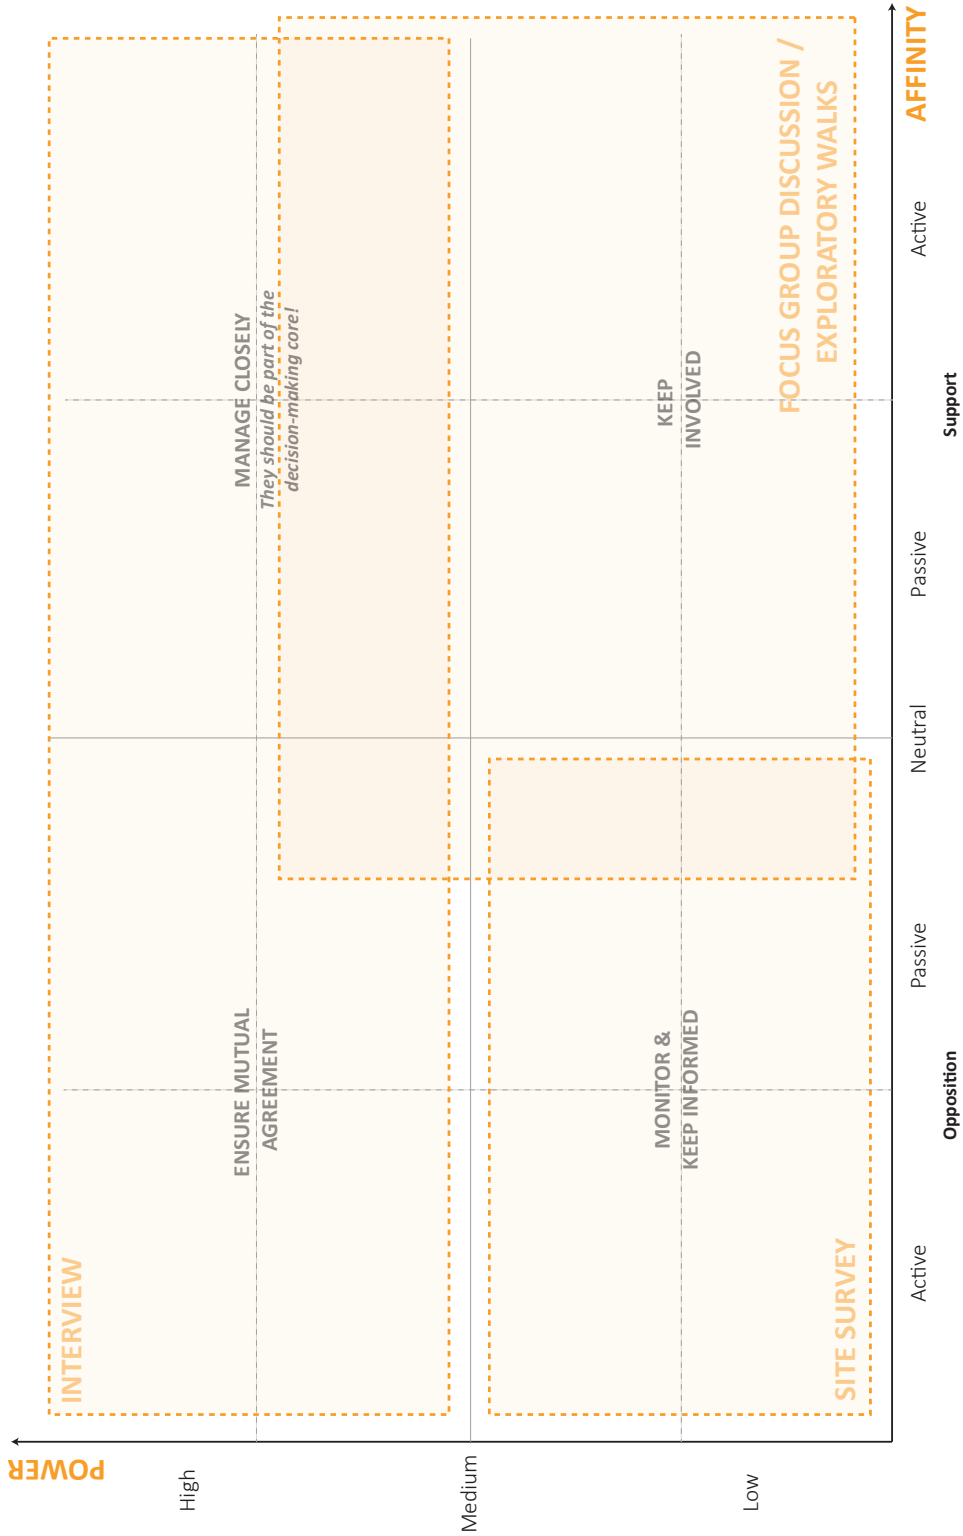 POWER
High
Medium
Low
INTERVIEW
ENSURE MUTUAL
AGREEMENT
MANAGE CLOSELY
They should be part of the
decision-making core!
MONITOR &
KEEP INFORMED
KEEP
INVOLVED
SITE SURVEY
FOCUS GROUP DISCUSSION /
EXPLORATORY WALKS
AFFINITY
Active
Passive
Neutral
Passive
Active
Opposition
Support